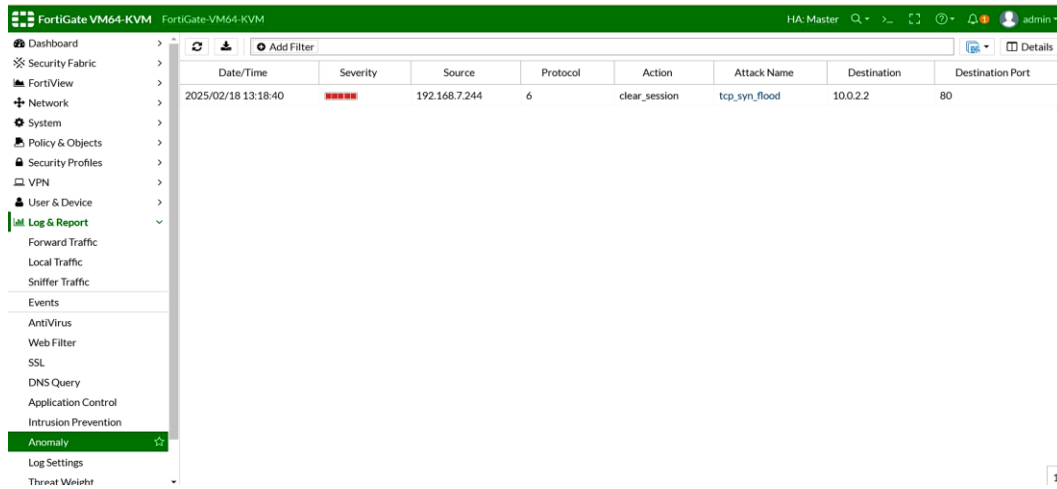 FortiGate VM64-KVM FortiGate-VM64-KVM HA: Master >_ 1 admin
Dashboard
Security Fabric
FortiView
Network
System
Policy & Objects
Security Profiles
VPN
User & Device
Log & Report
Forward Traffic
Local Traffic
Sniffer Traffic
Events
AntiVirus
Web Filter
SSL
DNS Query
Application Control
Intrusion Prevention
Anomaly
Log Settings
Threat Weight
Add Filter Details
Date/Time Severity Source Protocol Action Attack Name Destination Destination Port
2025/02/18 13:18:40 192.168.7.244 6 clear_session tcp_syn_flood 10.0.2.2 80
1